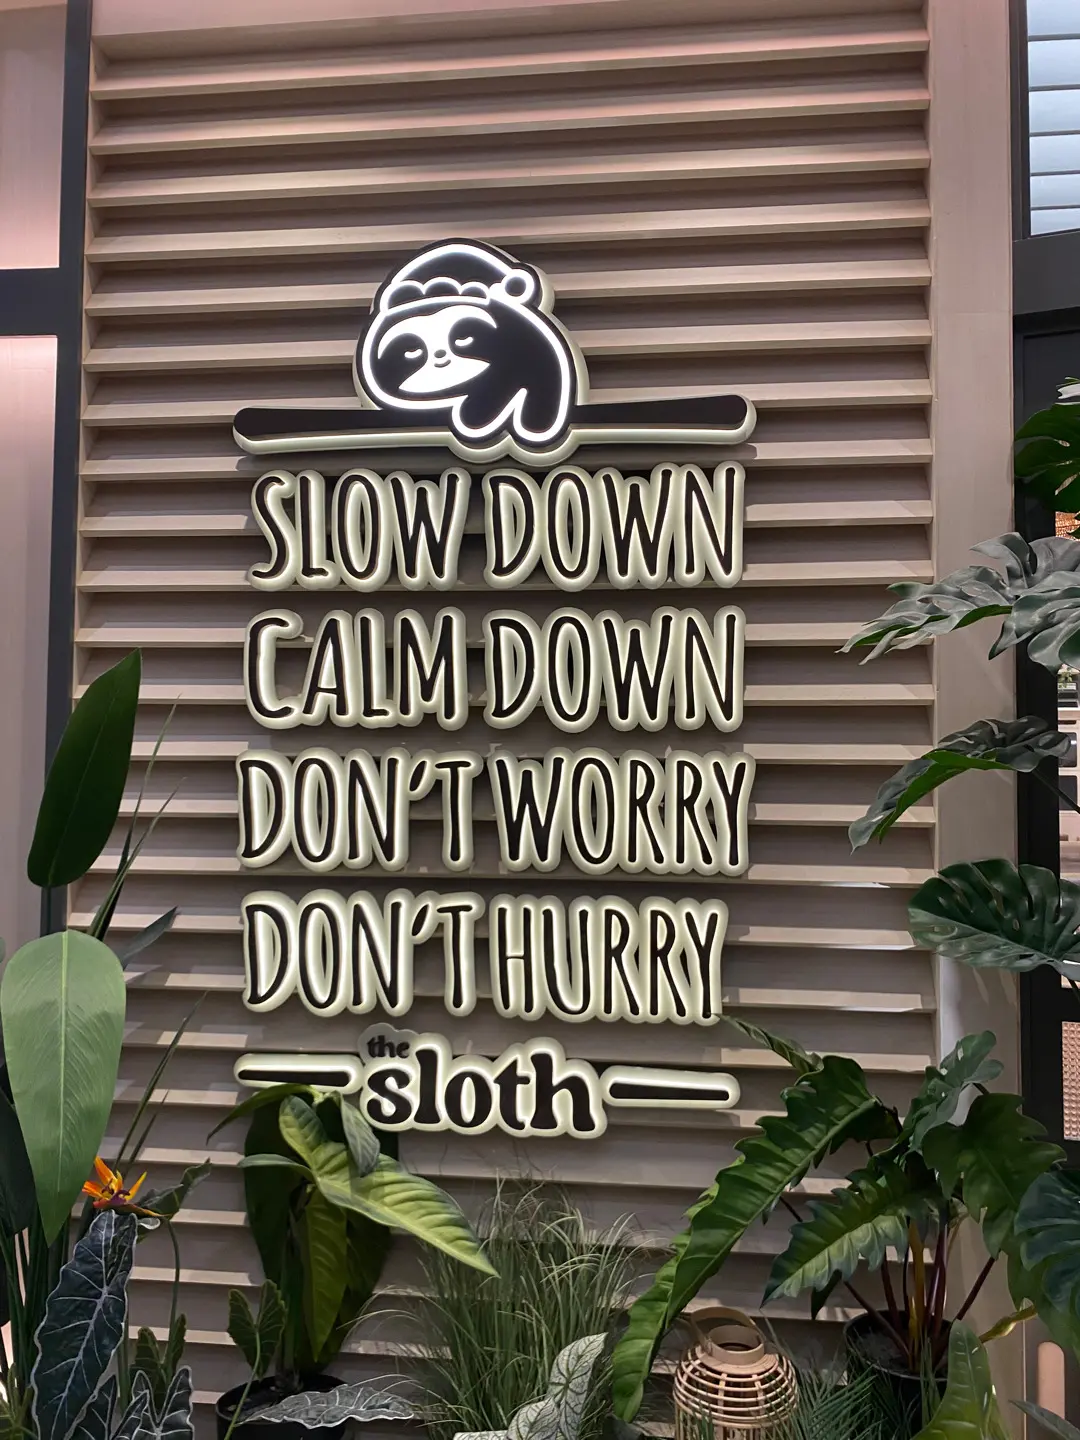 SLOW DOWN
CALM DOWN
DON'T WORRY
DON'T HURRY
the
sloth